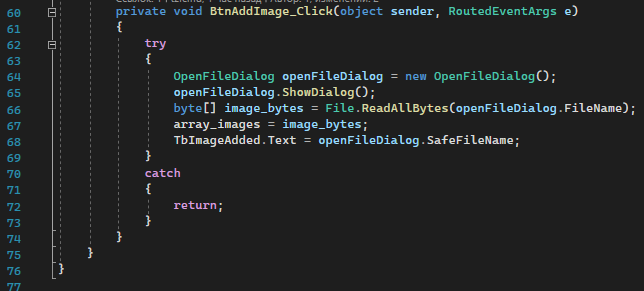 60 private void BtnAddImage_Click(object sender, RoutedEventArgs e)
61 {
62 try
63 {
64 OpenFileDialog openFileDialog = new OpenFileDialog();
65 openFileDialog.ShowDialog();
66 byte[] image_bytes = File.ReadAllBytes(openFileDialog.FileName);
67 array_images = image_bytes;
68 TbImageAdded.Text = openFileDialog.SafeFileName;
69 }
70 catch
71 {
72 return;
73 }
74 }
75 }
76 }
77